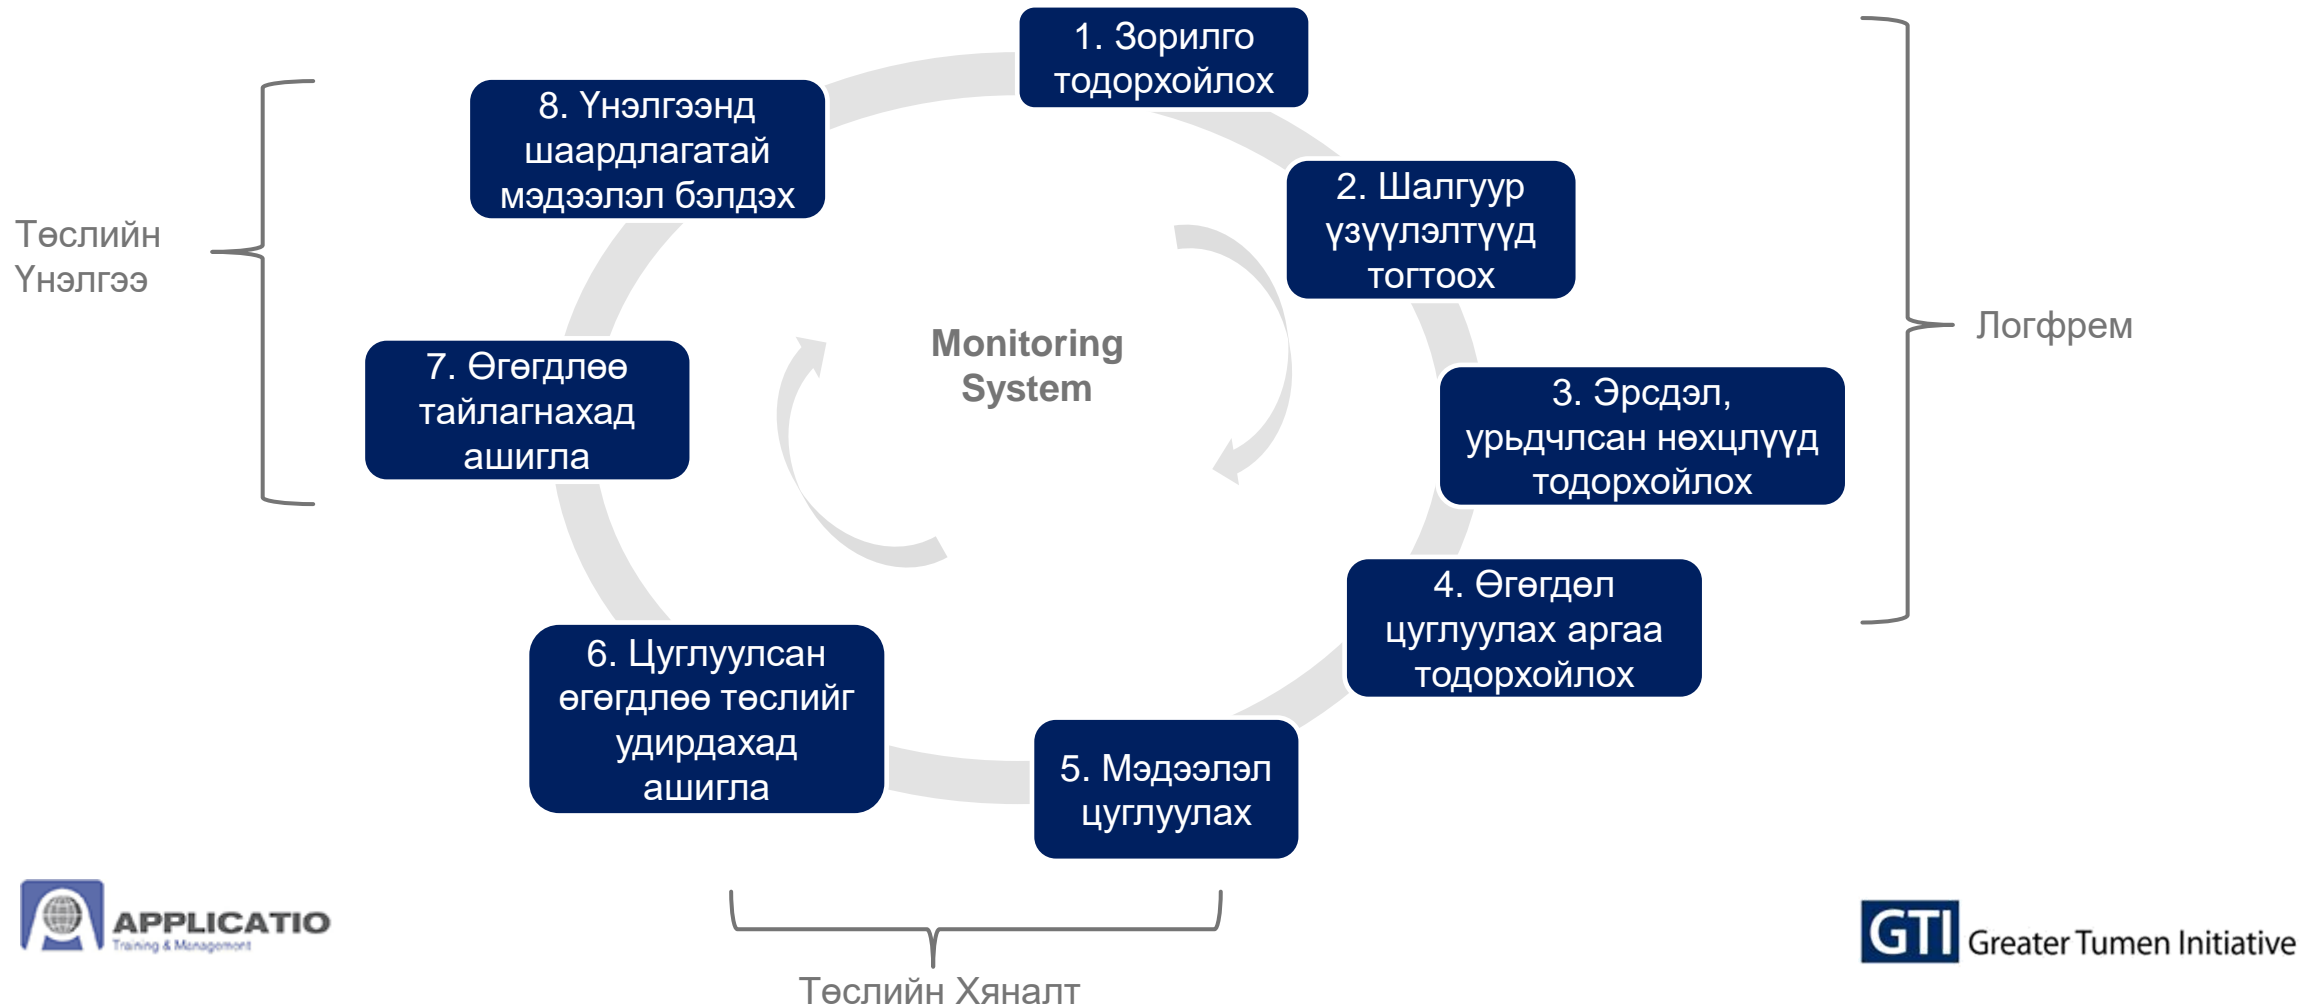 1. Зорилго
тодорхойлох
2. Шалгуур
үзүүлэлтүүд
тогтоох
3. Эрсдэл,
урьдчлсан нөхцлүүд
тодорхойлох
4. Өгөгдөл
цуглуулах аргаа
тодорхойлох
5. Мэдээлэл
цуглуулах
6. Цуглуулсан
өгөгдлөө төслийг
удирдахад
ашигла
7. Өгөгдлөө
тайлагнахад
ашигла
8. Үнэлгээнд
шаардлагатай
мэдээлэл бэлдэх
Monitoring
System
Төслийн
Үнэлгээ
Логфрем
Төслийн Хяналт
APPLICATIO
Training & Management
GTI Greater Tumen Initiative